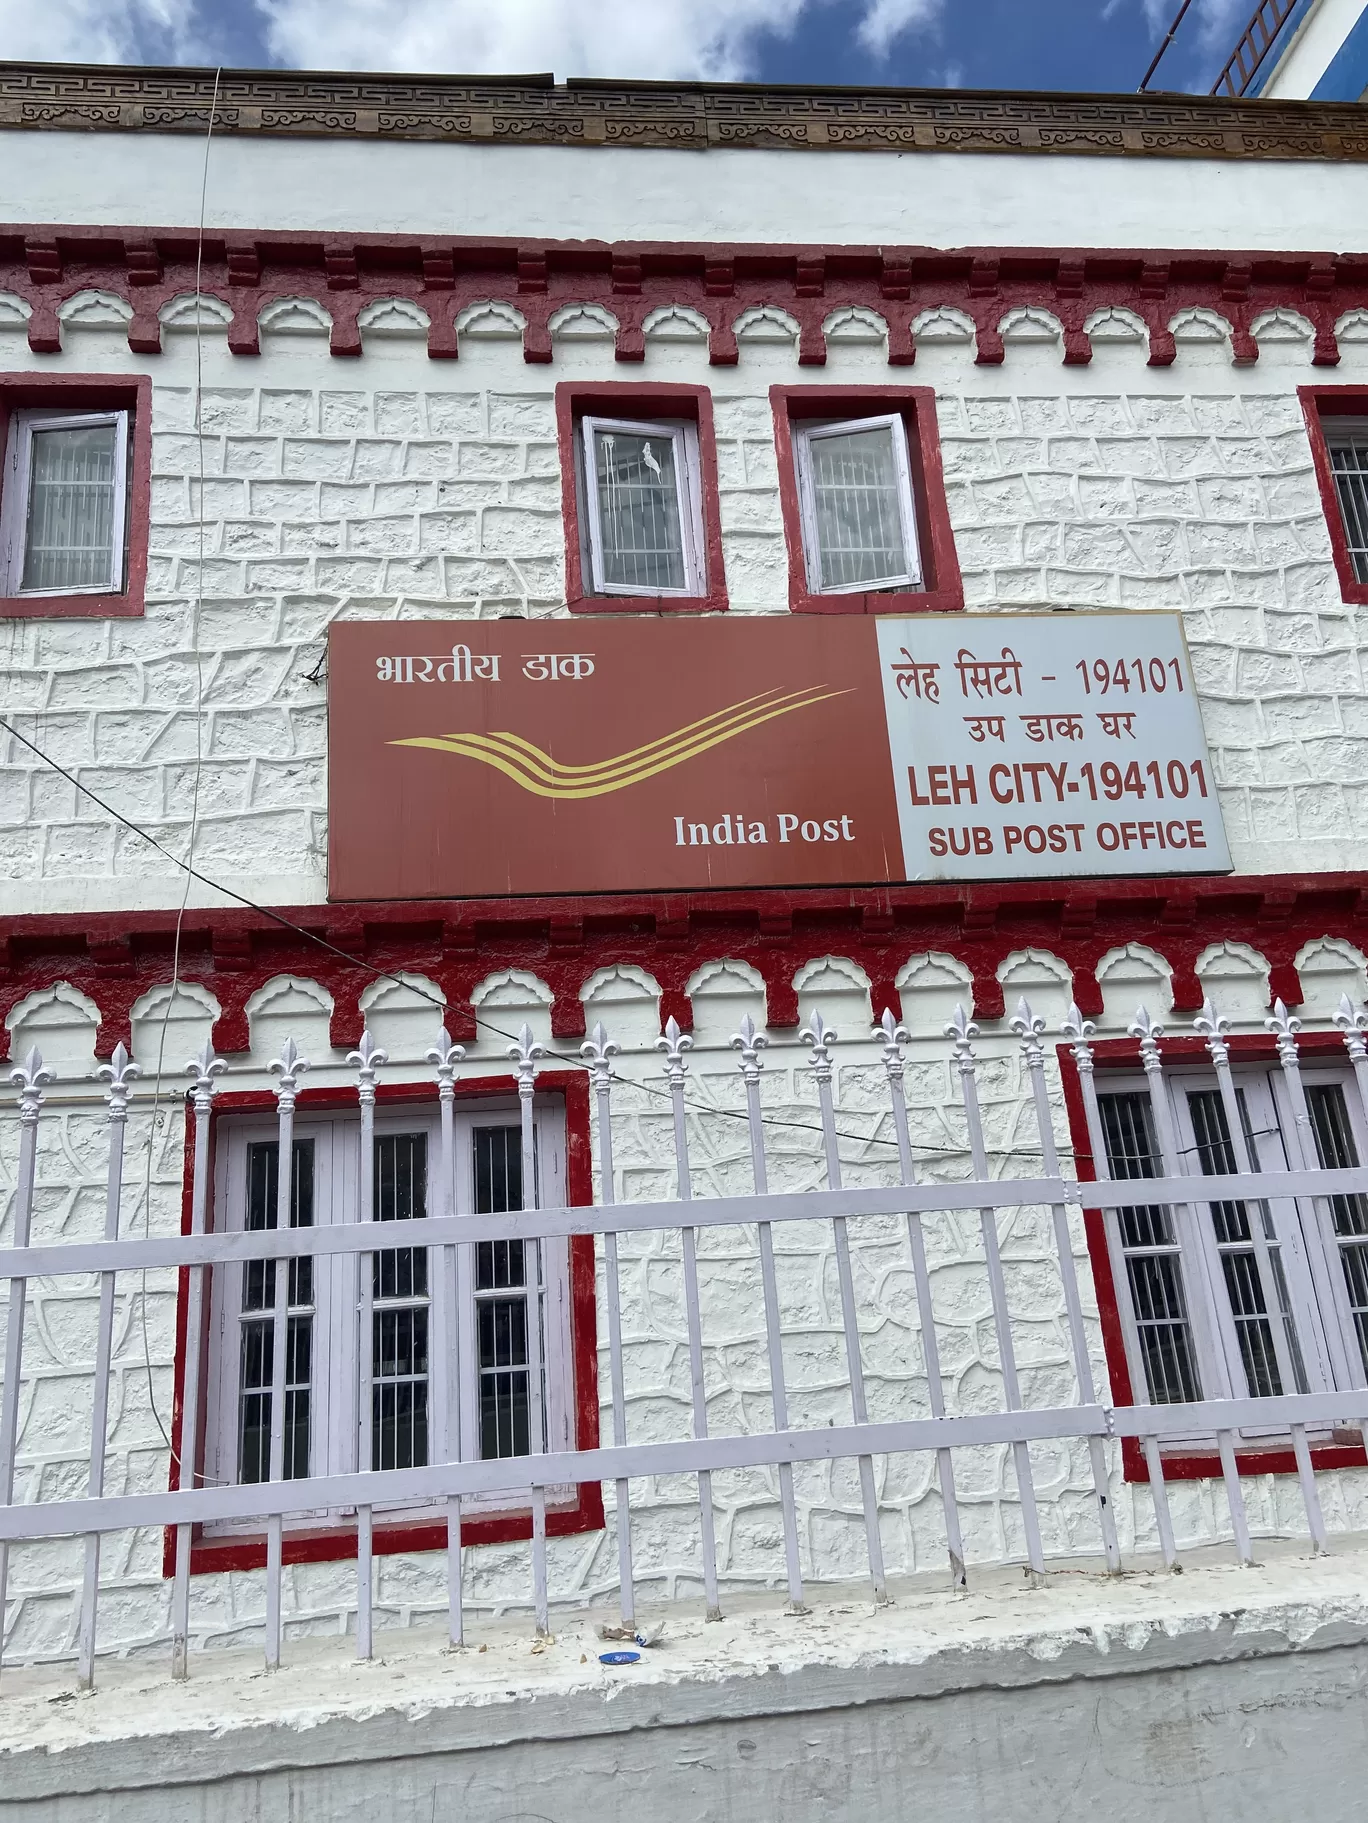 भारतीय डाक
India Post
लेह सिटी - 194101
उप डाक घर
LEH CITY-194101
SUB POST OFFICE